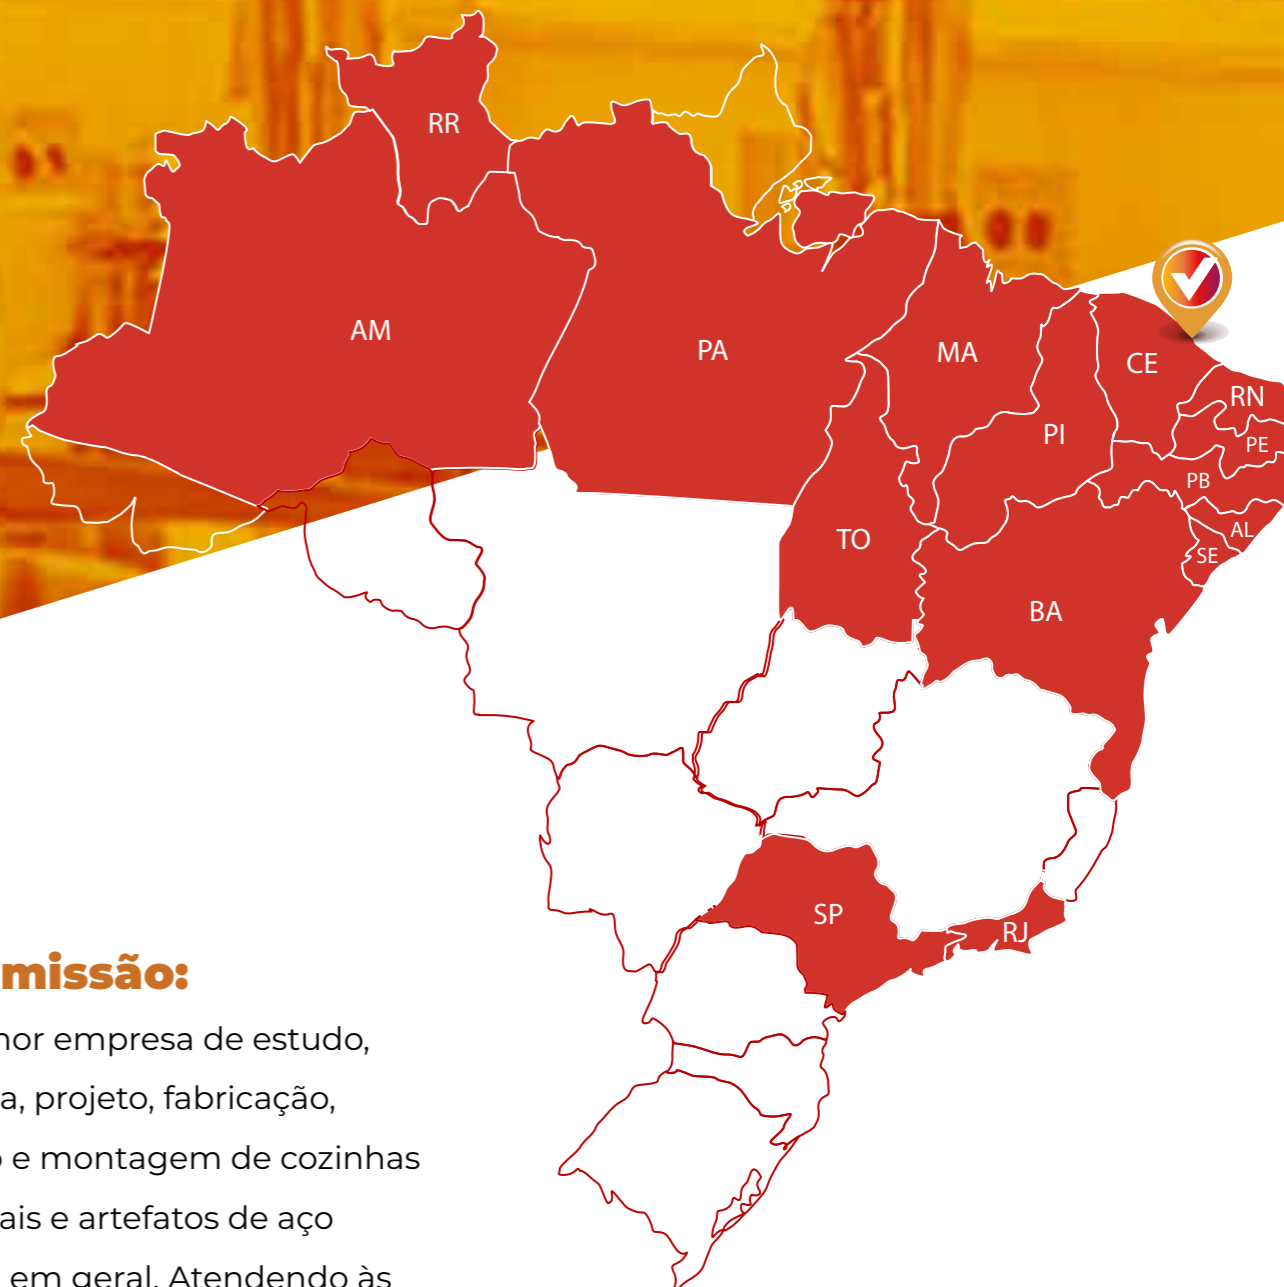 RR
AM
PA
MA
CE
RN
PI
PE
PB
TO
AL
SE
BA
SP
RJ
missão:
nor empresa de estudo,
a, projeto, fabricação,
o e montagem de cozinhas
ais e artefatos de aço
em geral. Atendendo às